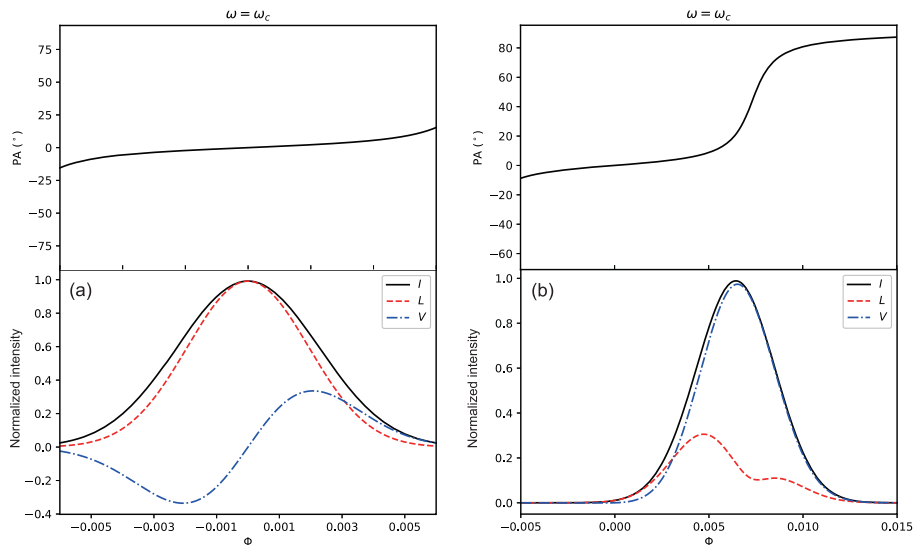 ω = ω_c
75
50
25
0
−25
−50
−75
PA (°)
(a)
I
L
V
1.0
0.8
0.6
0.4
0.2
0.0
−0.2
−0.4
Normalized intensity
−0.005
−0.003
−0.001
0.001
0.003
0.005
Φ
ω = ω_c
80
60
40
20
0
−20
−40
−60
PA (°)
(b)
I
L
V
1.0
0.8
0.6
0.4
0.2
0.0
Normalized intensity
−0.005
0.000
0.005
0.010
0.015
Φ